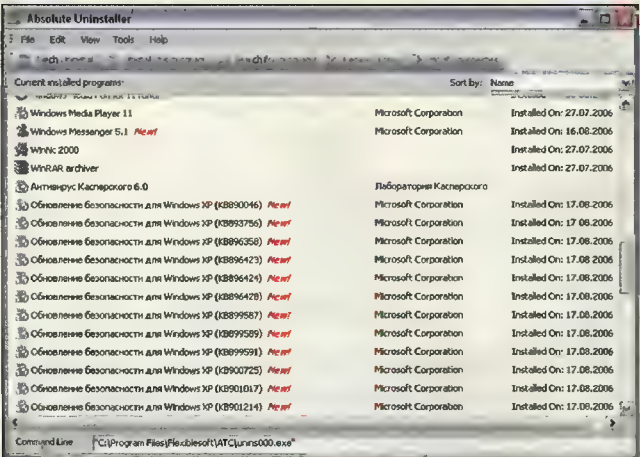 Absolute Uninstaller
File Edit View Tools Help
Current installed programs: Sort by: Name
Windows Media Player 11 Microsoft Corporation Installed On: 27.07.2006
Windows Messenger 5.1 New! Microsoft Corporation Installed On: 16.08.2006
WinNc 2000 Installed On: 27.07.2006
WinRAR archiver Installed On: 27.07.2006
Антивирус Касперского 6.0 Лаборатория Касперского
Обновление безопасности для Windows XP (KB890046) New! Microsoft Corporation Installed On: 17.08.2006
Обновление безопасности для Windows XP (KB893756) New! Microsoft Corporation Installed On: 17.08.2006
Обновление безопасности для Windows XP (KB896358) New! Microsoft Corporation Installed On: 17.08.2006
Обновление безопасности для Windows XP (KB896423) New! Microsoft Corporation Installed On: 17.08.2006
Обновление безопасности для Windows XP (KB896424) New! Microsoft Corporation Installed On: 17.08.2006
Обновление безопасности для Windows XP (KB896428) New! Microsoft Corporation Installed On: 17.08.2006
Обновление безопасности для Windows XP (KB899587) New! Microsoft Corporation Installed On: 17.08.2006
Обновление безопасности для Windows XP (KB899589) New! Microsoft Corporation Installed On: 17.08.2006
Обновление безопасности для Windows XP (KB899591) New! Microsoft Corporation Installed On: 17.08.2006
Обновление безопасности для Windows XP (KB900725) New! Microsoft Corporation Installed On: 17.08.2006
Обновление безопасности для Windows XP (KB901017) New! Microsoft Corporation Installed On: 17.08.2006
Обновление безопасности для Windows XP (KB901214) New! Microsoft Corporation Installed On: 17.08.2006
Command Line "C:\Program Files\Flexiblesoft\ATC\unins000.exe"